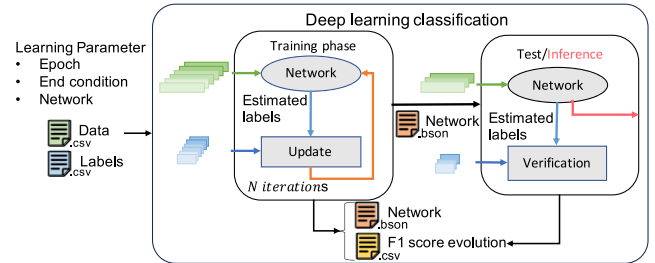 Deep learning classification
Learning Parameter
• Epoch
• End condition
• Network
Data
.csv
Labels
.csv
Training phase
Network
Estimated
labels
Update
N iterations
Network
.bson
Test/Inference
Network
Estimated
labels
Verification
Network
.bson
F1 score evolution
.csv